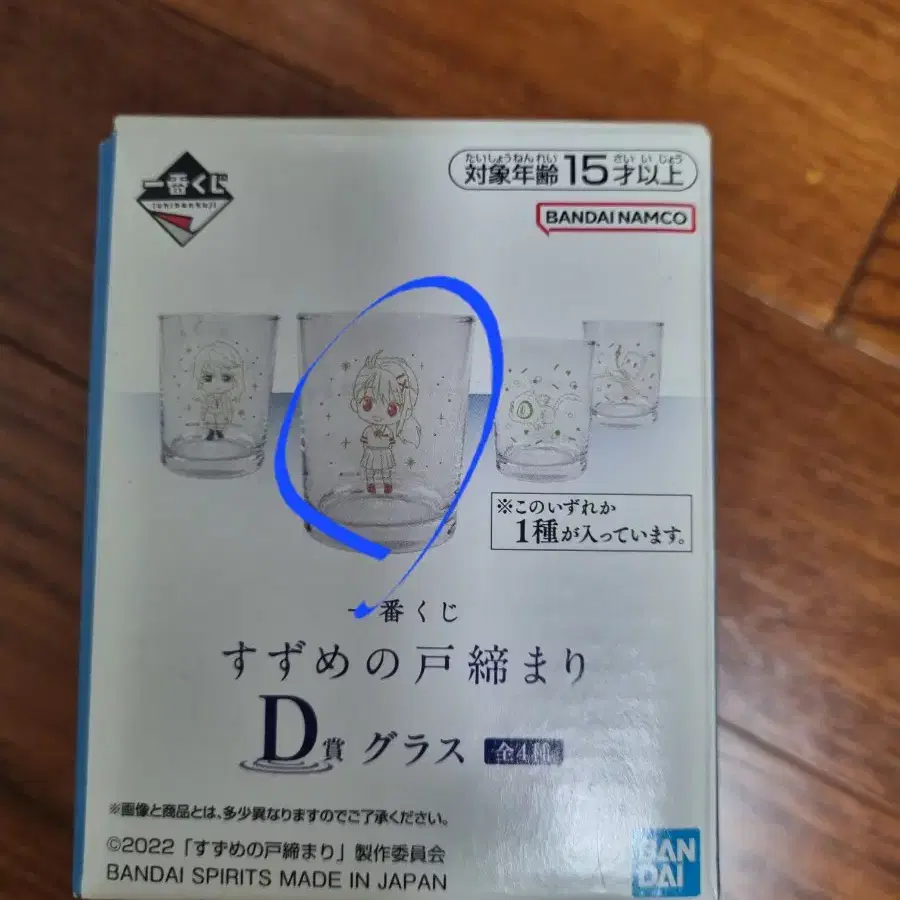 一番くじ
ichibankuji
たいしょうねんれい さい いじょう
対象年齢15才以上
BANDAI NAMCO
※このいずれか
1種が入っています。
一番くじ
すずめの戸締まり
D賞 グラス 全4種
※画像と商品とは、多少異なりますのでご了承ください。
©2022「すずめの戸締まり」製作委員会
BANDAI SPIRITS MADE IN JAPAN
BAN
DAI